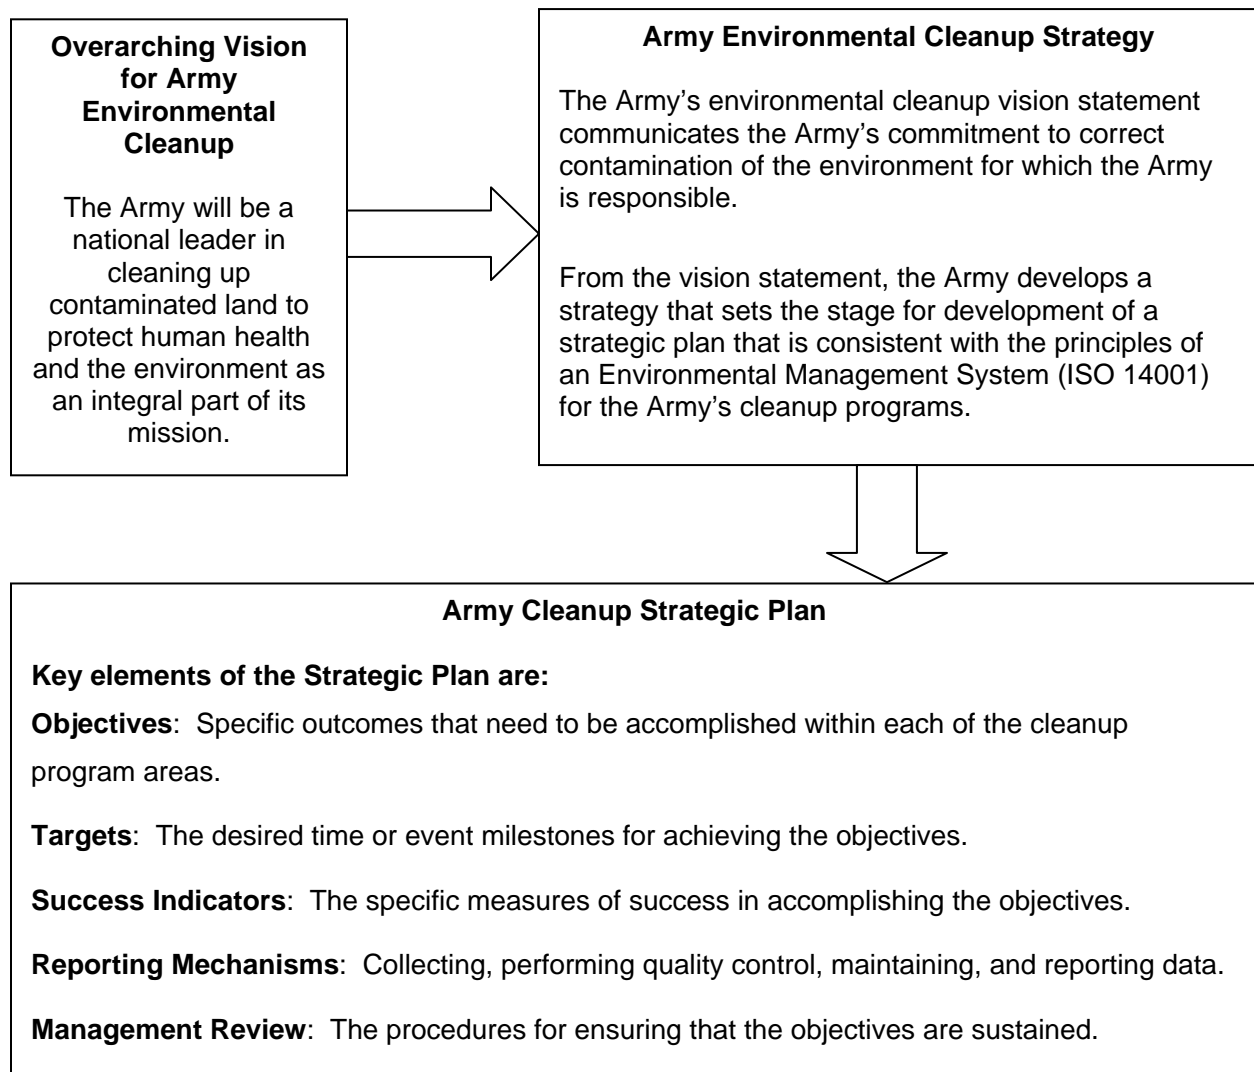 Overarching Vision
for Army
Environmental
Cleanup
The Army will be a
national leader in
cleaning up
contaminated land to
protect human health
and the environment as
an integral part of its
mission.
Army Environmental Cleanup Strategy
The Army’s environmental cleanup vision statement
communicates the Army’s commitment to correct
contamination of the environment for which the Army
is responsible.
From the vision statement, the Army develops a
strategy that sets the stage for development of a
strategic plan that is consistent with the principles of
an Environmental Management System (ISO 14001)
for the Army’s cleanup programs.
Army Cleanup Strategic Plan
Key elements of the Strategic Plan are:
Objectives:  Specific outcomes that need to be accomplished within each of the cleanup
program areas.
Targets:  The desired time or event milestones for achieving the objectives.
Success Indicators:  The specific measures of success in accomplishing the objectives.
Reporting Mechanisms:  Collecting, performing quality control, maintaining, and reporting data.
Management Review:  The procedures for ensuring that the objectives are sustained.